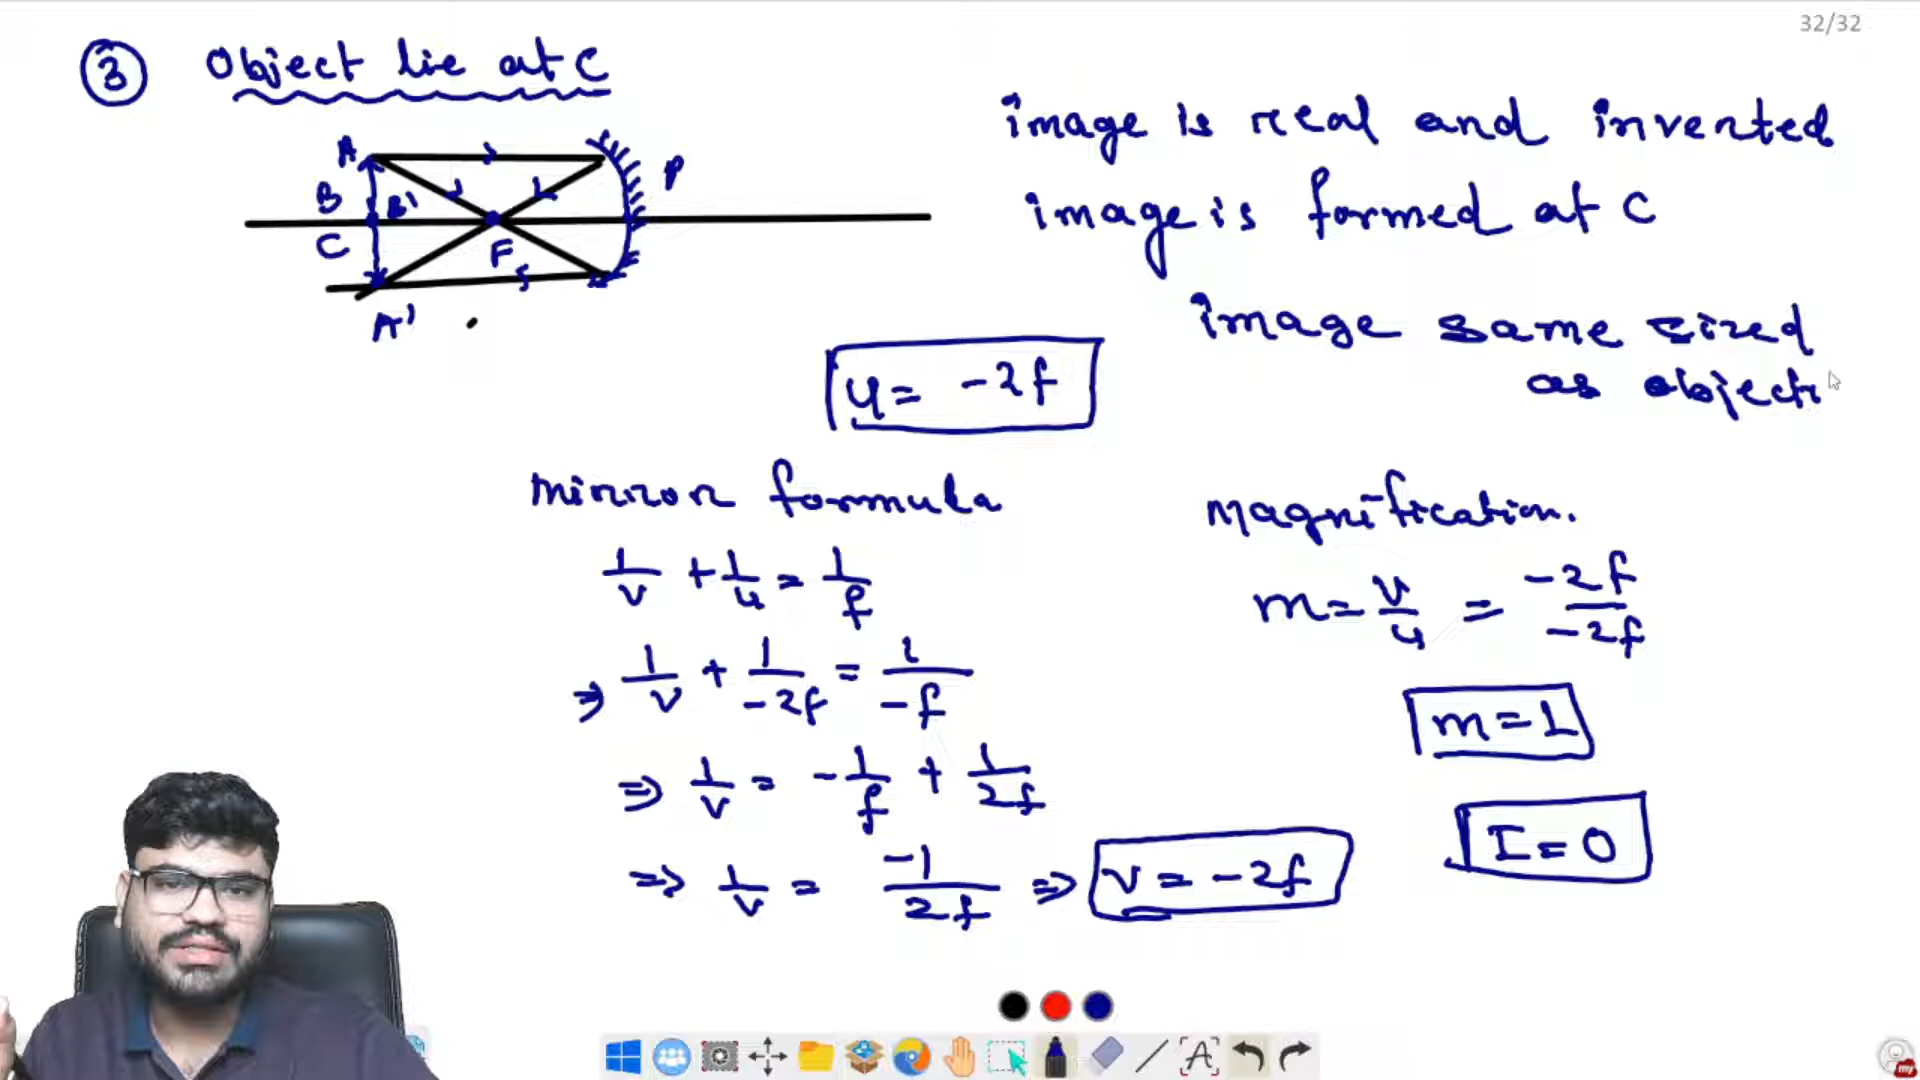 32/32
③ Object lie at C
A
P
B
B'
C
F
A'
image is real and invented
image is formed at C
image same sized
as object
u = -2f
mirror formula
1/v + 1/u = 1/f
⇒ 1/v + 1/-2f = 1/-f
⇒ 1/v = -1/f + 1/2f
⇒ 1/v = -1/2f ⇒ v = -2f
magnification.
m = v/u = -2f/-2f
m = 1
I = O
A
my